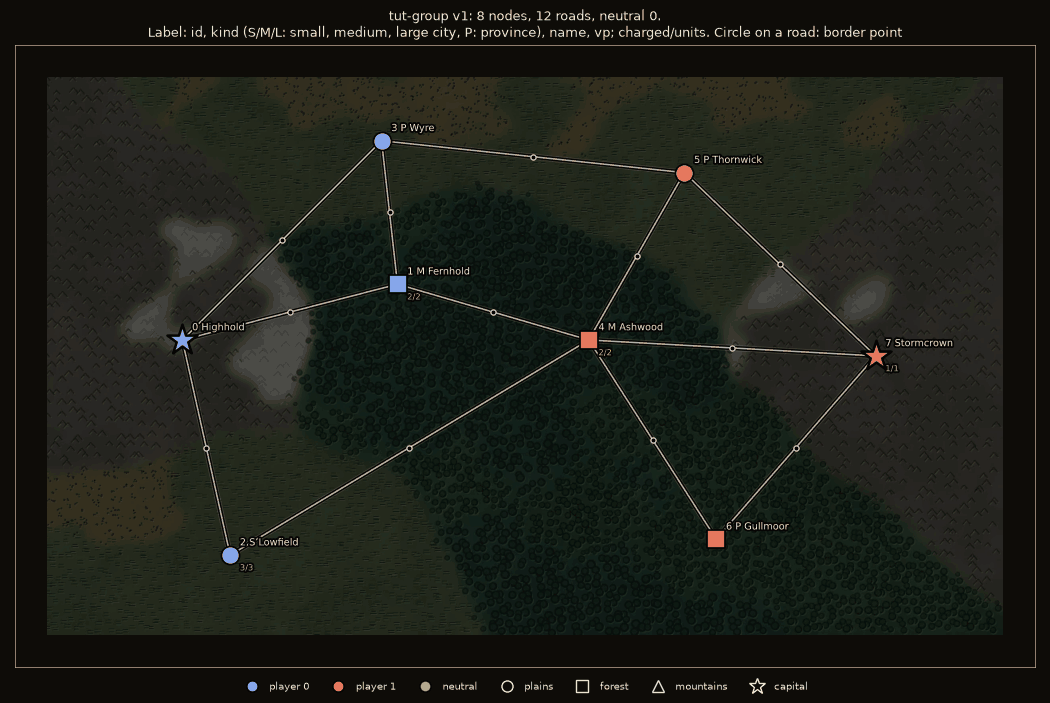 tut-group v1: 8 nodes, 12 roads, neutral 0.
Label: id, kind (S/M/L: small, medium, large city, P: province), name, vp; charged/units. Circle on a road: border point
3 P Wyre
5 P Thornwick
1 M Fernhold
2/2
0 Highhold
4 M Ashwood
2/2
7 Stormcrown
1/1
6 P Gullmoor
2 S Lowfield
3/3
player 0
player 1
neutral
plains
forest
mountains
capital